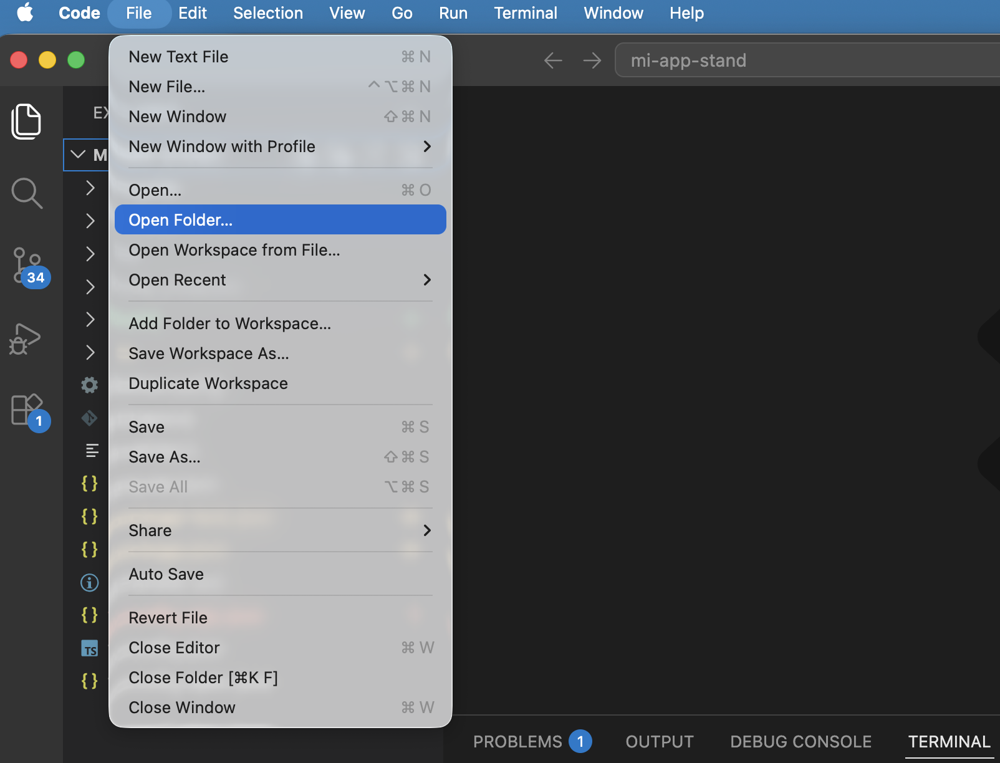 Code File Edit Selection View Go Run Terminal Window Help
mi-app-stand
New Text File ⌘ N
New File... ^⌥⌘ N
New Window ⇧⌘ N
New Window with Profile
Open... ⌘ O
Open Folder...
Open Workspace from File...
Open Recent
Add Folder to Workspace...
Save Workspace As...
Duplicate Workspace
Save ⌘ S
Save As... ⇧⌘ S
Save All ⌥⌘ S
Share
Auto Save
Revert File
Close Editor ⌘ W
Close Folder [⌘K F]
Close Window ⌘ W
34
1
TS
PROBLEMS 1 OUTPUT DEBUG CONSOLE TERMINAL